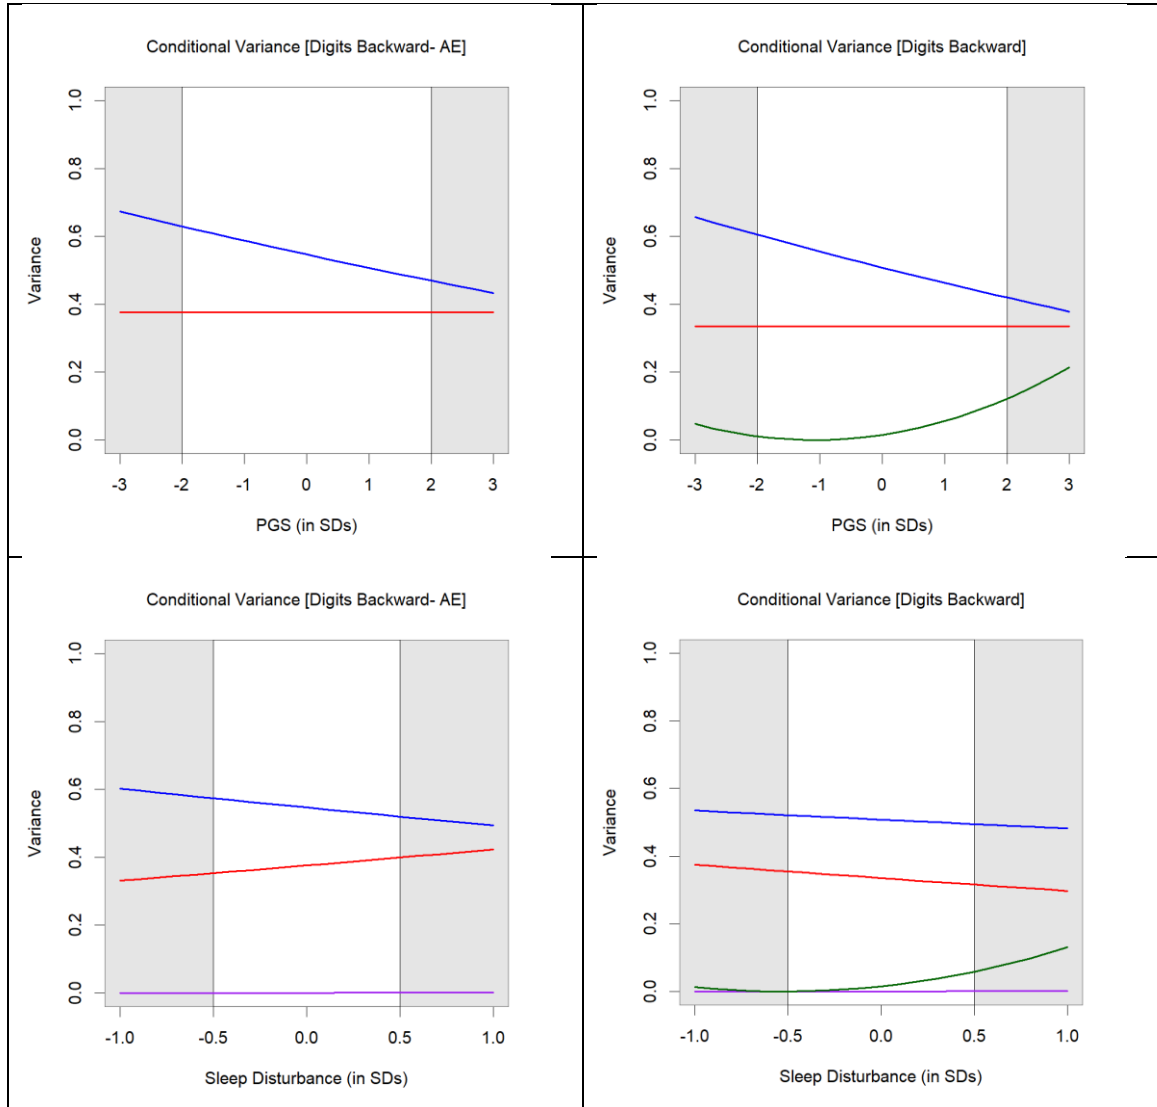 Conditional Variance [Digits Backward- AE]
Variance
1.0
0.8
0.6
0.4
0.2
0.0
-3 -2 -1 0 1 2 3
PGS (in SDs)
Conditional Variance [Digits Backward]
Variance
1.0
0.8
0.6
0.4
0.2
0.0
-3 -2 -1 0 1 2 3
PGS (in SDs)
Conditional Variance [Digits Backward- AE]
Variance
1.0
0.8
0.6
0.4
0.2
0.0
-1.0 -0.5 0.0 0.5 1.0
Sleep Disturbance (in SDs)
Conditional Variance [Digits Backward]
Variance
1.0
0.8
0.6
0.4
0.2
0.0
-1.0 -0.5 0.0 0.5 1.0
Sleep Disturbance (in SDs)